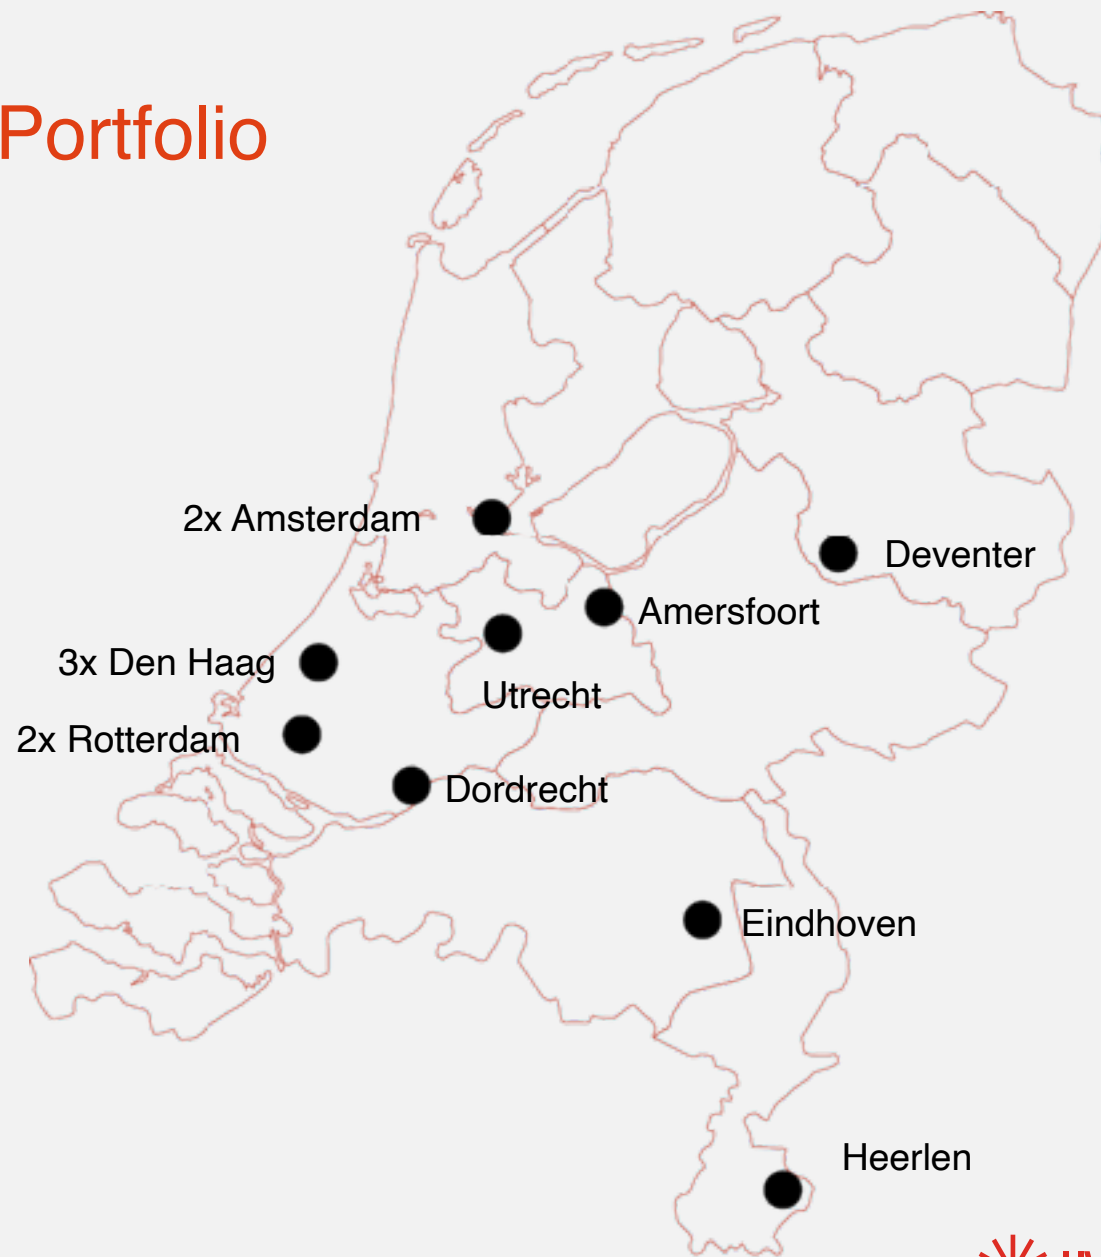 Portfolio
2x Amsterdam
Deventer
Amersfoort
3x Den Haag
Utrecht
2x Rotterdam
Dordrecht
Eindhoven
Heerlen